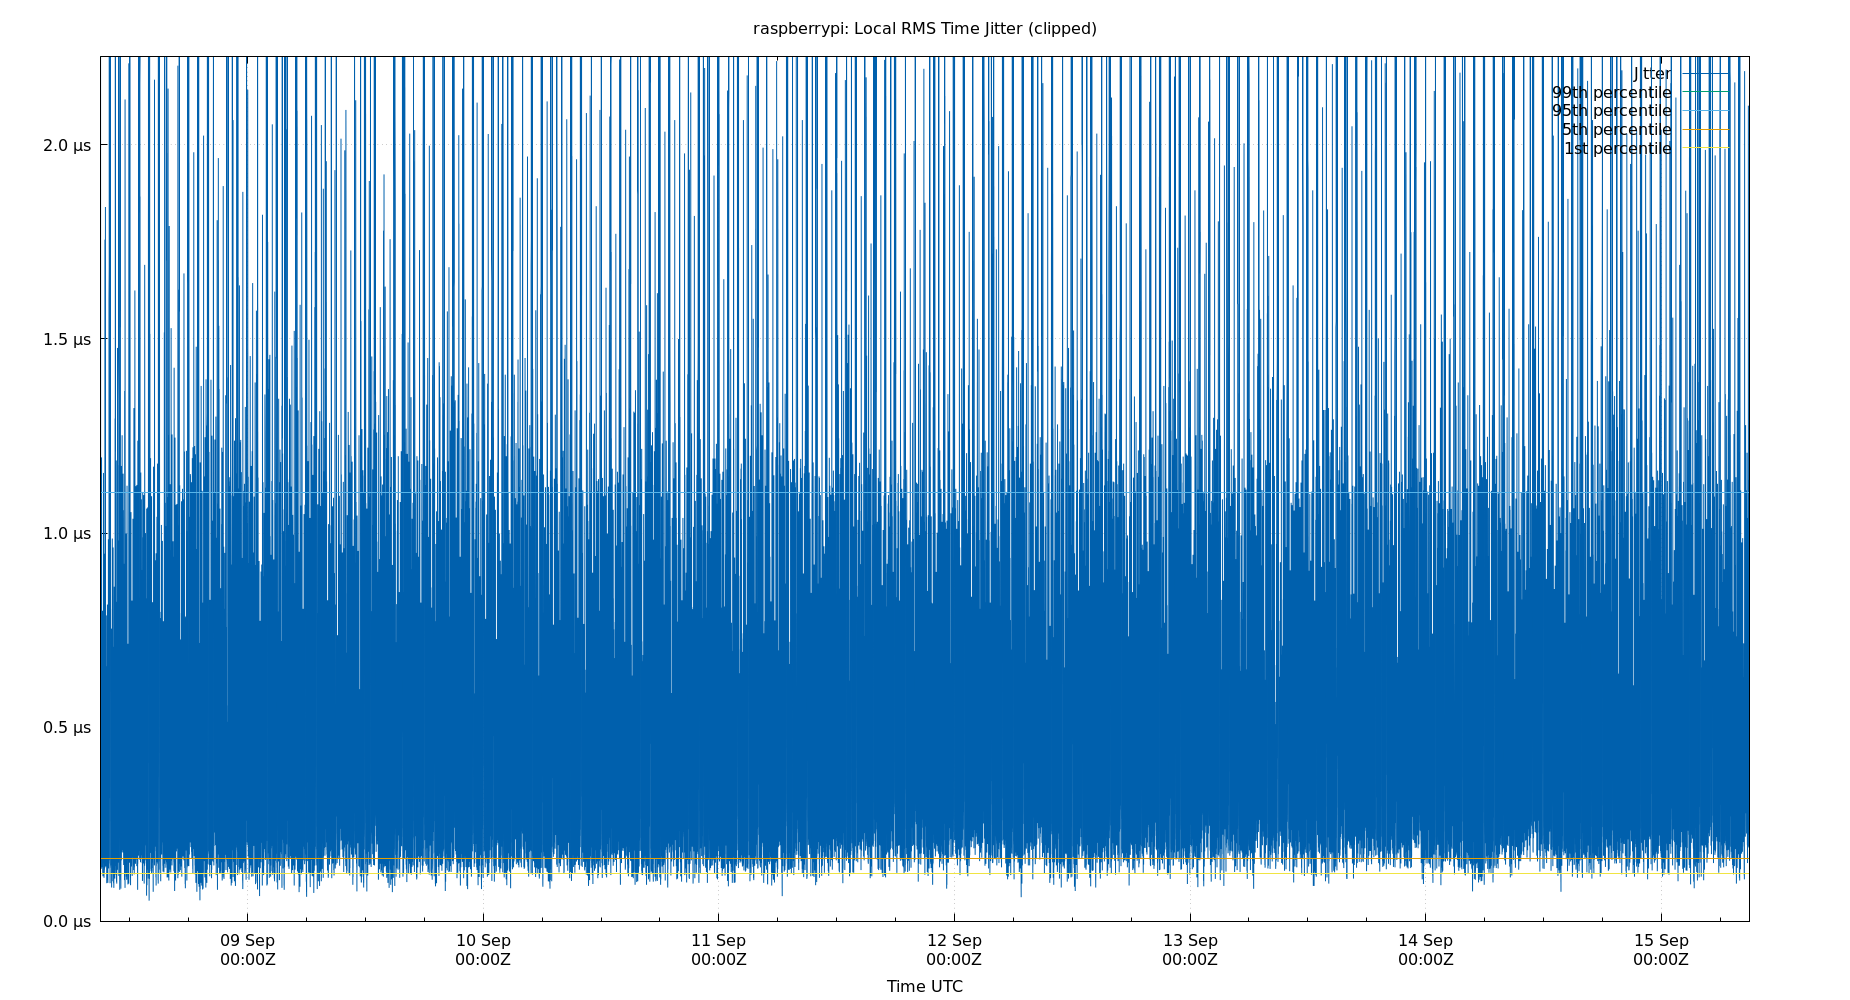 raspberrypi: Local RMS Time Jitter (clipped)
Jitter
99th percentile
95th percentile
5th percentile
1st percentile
2.0 µs
1.5 µs
1.0 µs
0.5 µs
0.0 µs
09 Sep
00:00Z
10 Sep
00:00Z
11 Sep
00:00Z
12 Sep
00:00Z
13 Sep
00:00Z
14 Sep
00:00Z
15 Sep
00:00Z
Time UTC